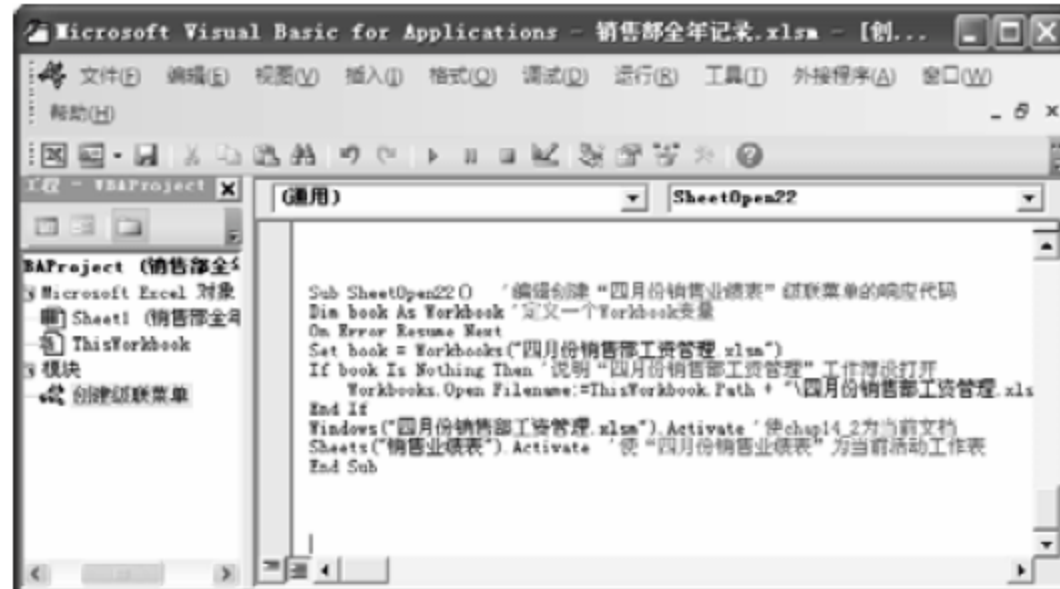 Microsoft Visual Basic for Applications - 销售部全年记录.xlsm - [创...
文件(F) 编辑(E) 视图(V) 插入(I) 格式(O) 调试(D) 运行(R) 工具(T) 外接程序(A) 窗口(W)
帮助(H)
工程 - VBAProject
(通用) SheetOpen22
BAProject (销售部全年
Microsoft Excel 对象
Sheet1 (销售部全年
ThisWorkbook
模块
创建级联菜单
Sub SheetOpen22() '编辑创建“四月份销售业绩表”级联菜单的响应代码
Dim book As Workbook '定义一个Workbook变量
On Error Resume Next
Set book = Workbooks("四月份销售部工资管理.xlsm")
If book Is Nothing Then '说明“四月份销售部工资管理”工作簿没打开
Workbooks.Open Filename:=ThisWorkbook.Path + "\四月份销售部工资管理.xls
End If
Windows("四月份销售部工资管理.xlsm").Activate '使chap14_2为当前文档
Sheets("销售业绩表").Activate '使“四月份销售业绩表”为当前活动工作表
End Sub